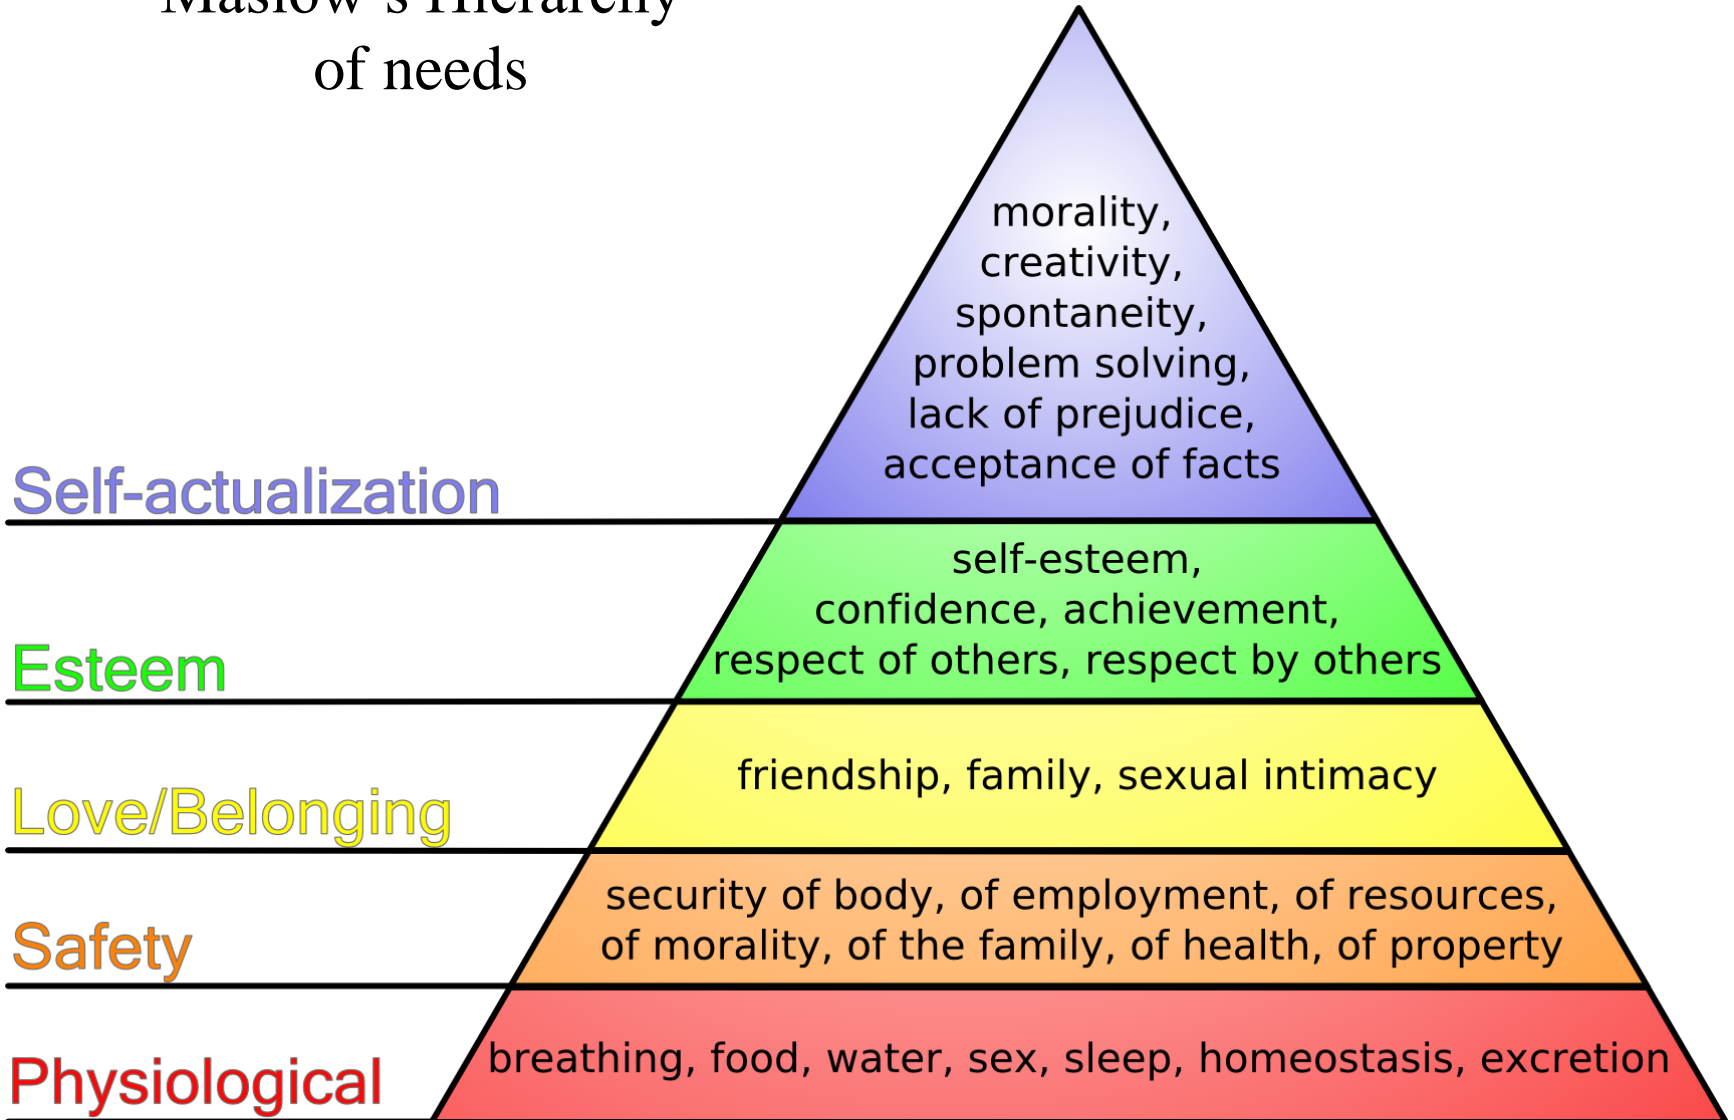 Maslow's Hierarchy
of needs
morality,
creativity,
spontaneity,
problem solving,
lack of prejudice,
acceptance of facts
Self-actualization
self-esteem,
confidence, achievement,
respect of others, respect by others
Esteem
friendship, family, sexual intimacy
Love/Belonging
security of body, of employment, of resources,
of morality, of the family, of health, of property
Safety
breathing, food, water, sex, sleep, homeostasis, excretion
Physiological